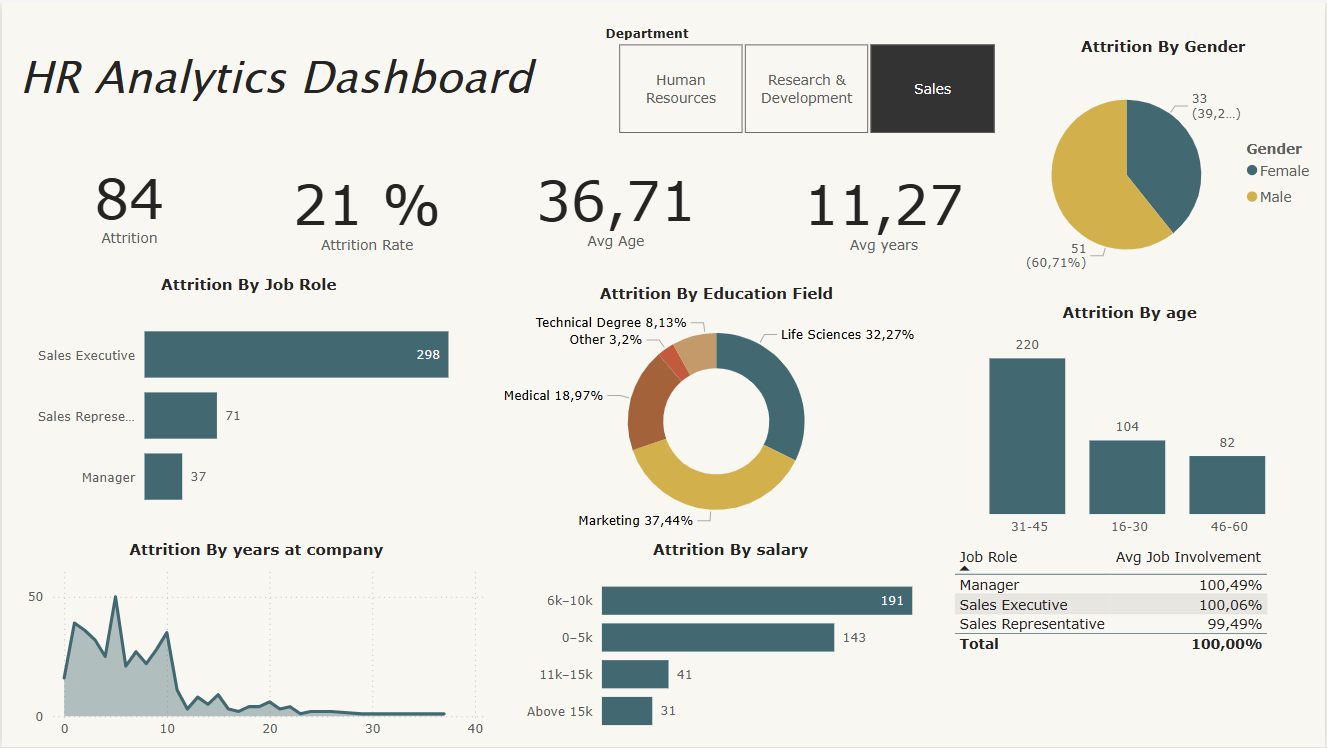 HR Analytics Dashboard
Department
Human
Resources
Research &
Development
Sales
Attrition By Gender
33
(39,2...)
51
(60,71%)
Gender
Female
Male
84
Attrition
21 %
Attrition Rate
36,71
Avg Age
11,27
Avg years
Attrition By Job Role
Sales Executive
298
Sales Represe...
71
Manager
37
Attrition By Education Field
Technical Degree 8,13%
Other 3,2%
Life Sciences 32,27%
Medical 18,97%
Marketing 37,44%
Attrition By age
220
104
82
31-45
16-30
46-60
Attrition By years at company
50
0
0
10
20
30
40
Attrition By salary
6k–10k
191
0–5k
143
11k–15k
41
Above 15k
31
Job Role Avg Job Involvement
Manager 100,49%
Sales Executive 100,06%
Sales Representative 99,49%
Total 100,00%